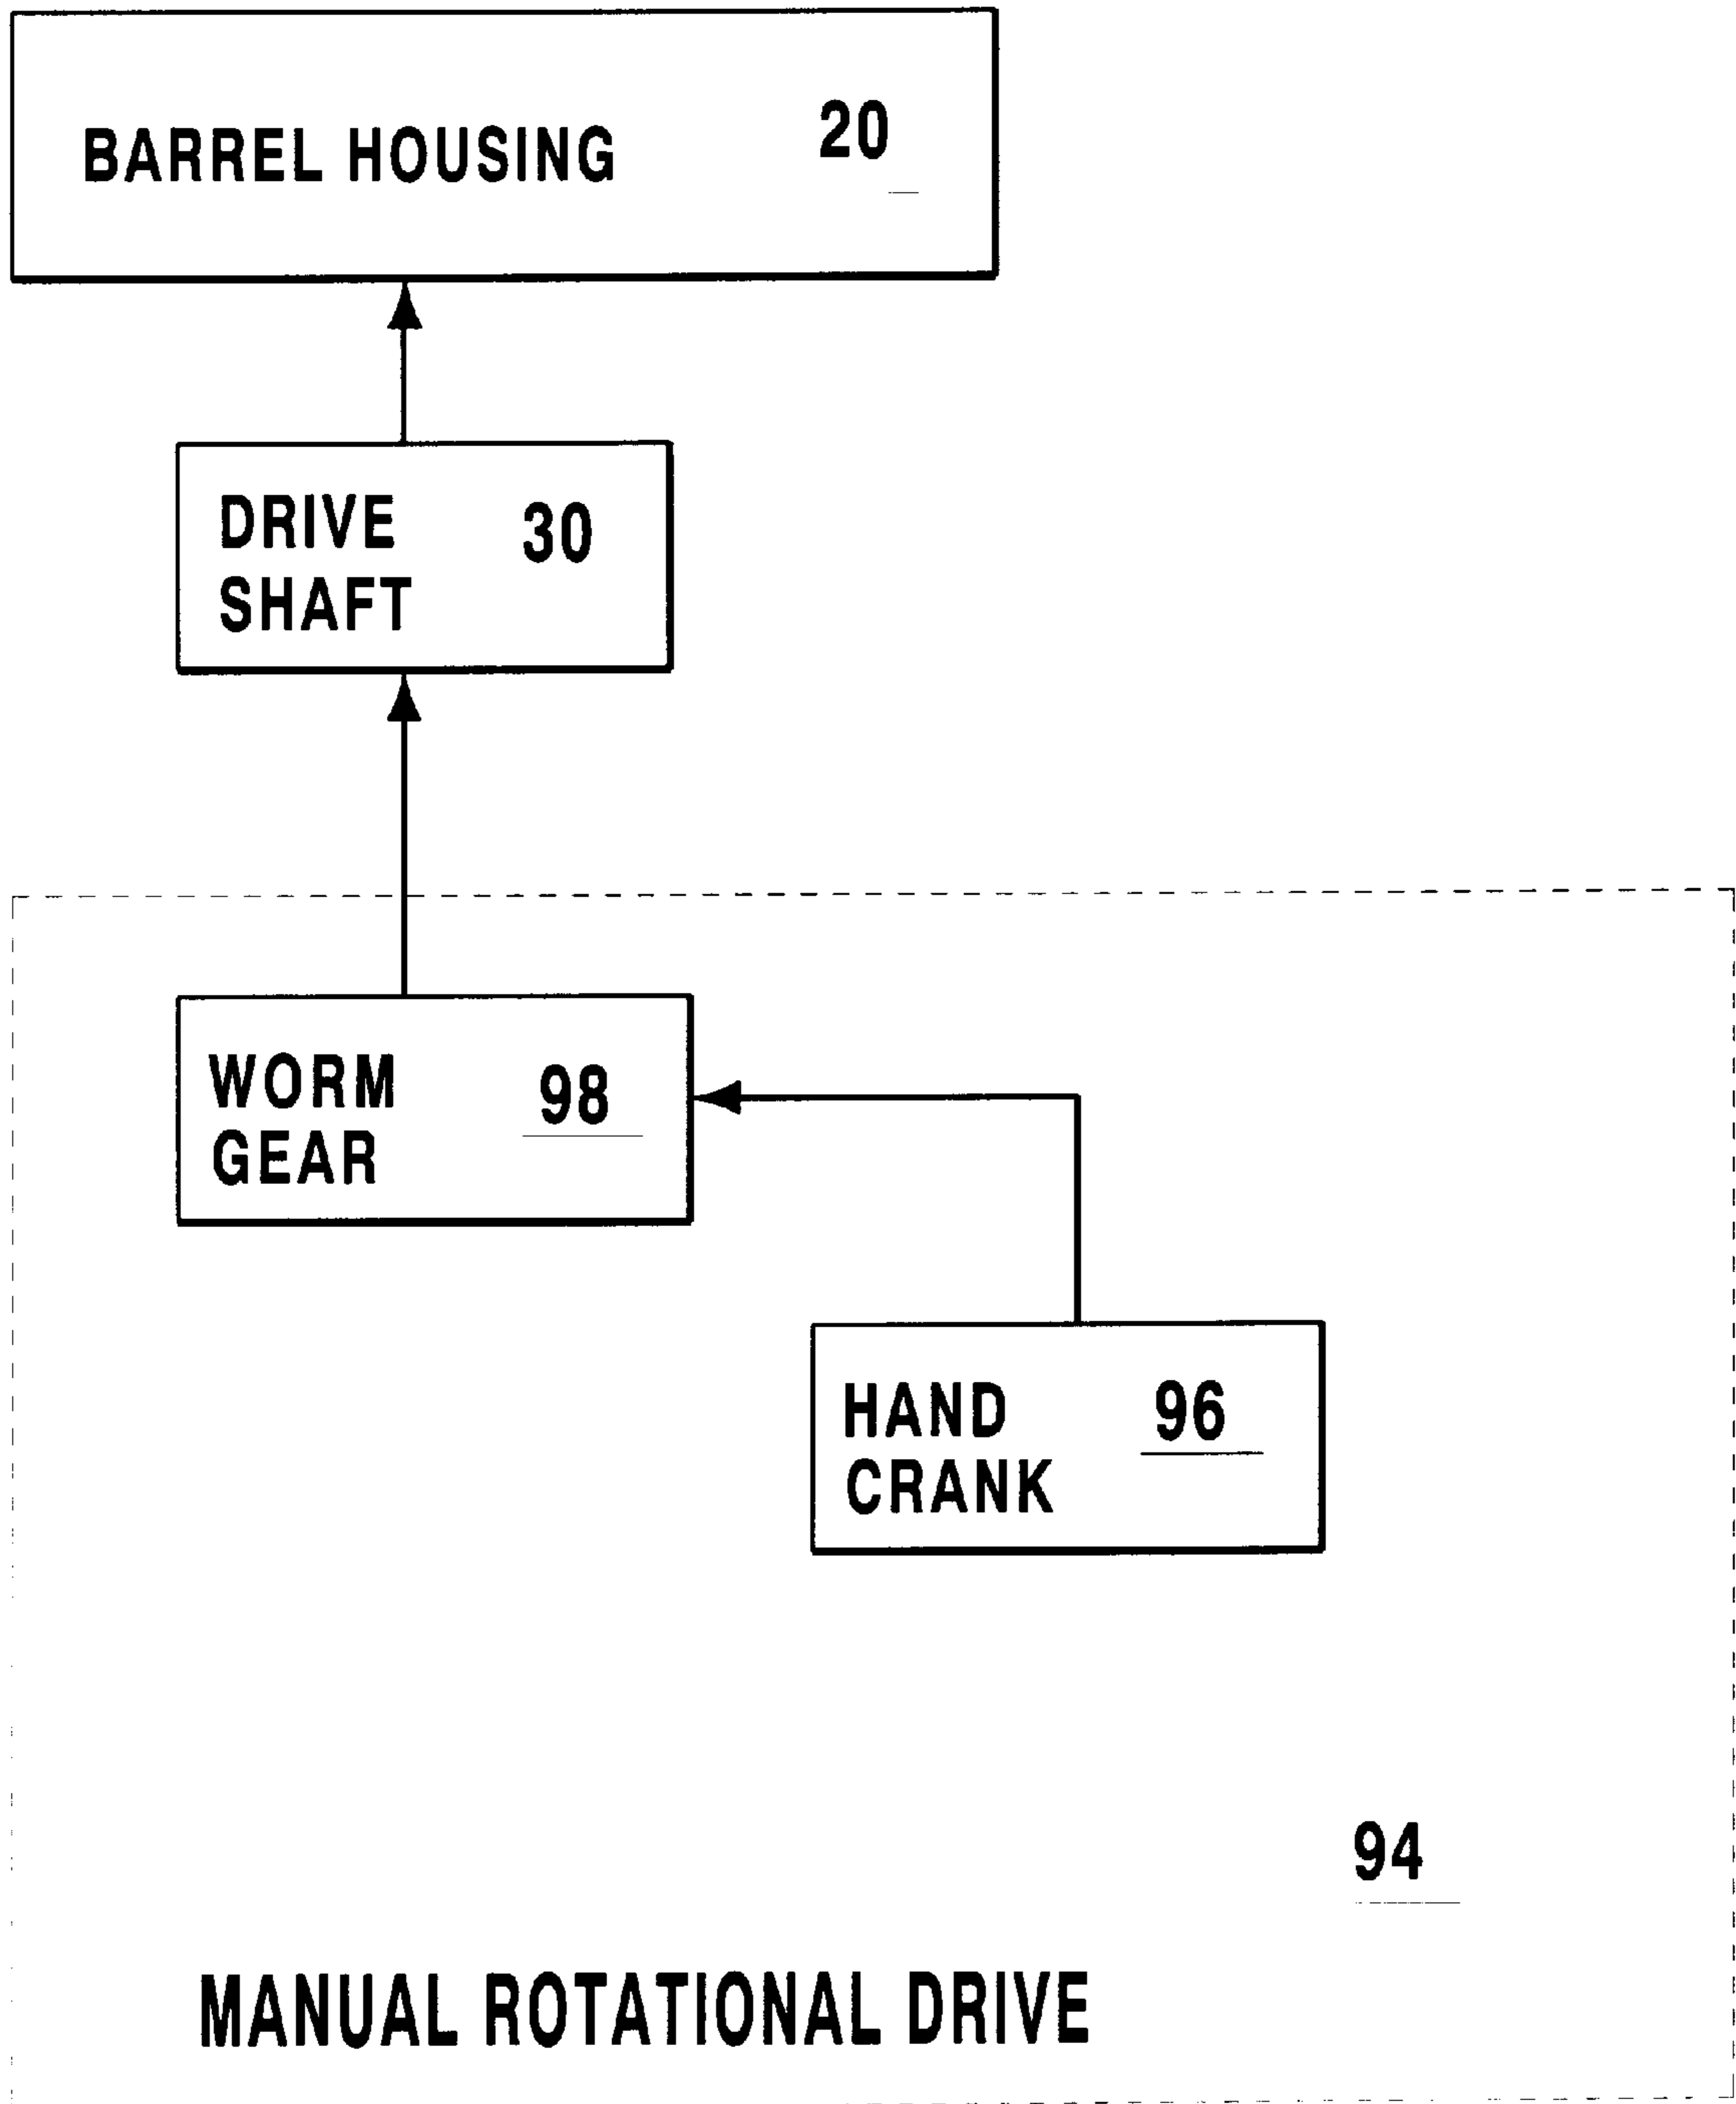 BARREL HOUSING 20
DRIVE 30
SHAFT
WORM 98
GEAR
HAND 96
CRANK
94
MANUAL ROTATIONAL DRIVE